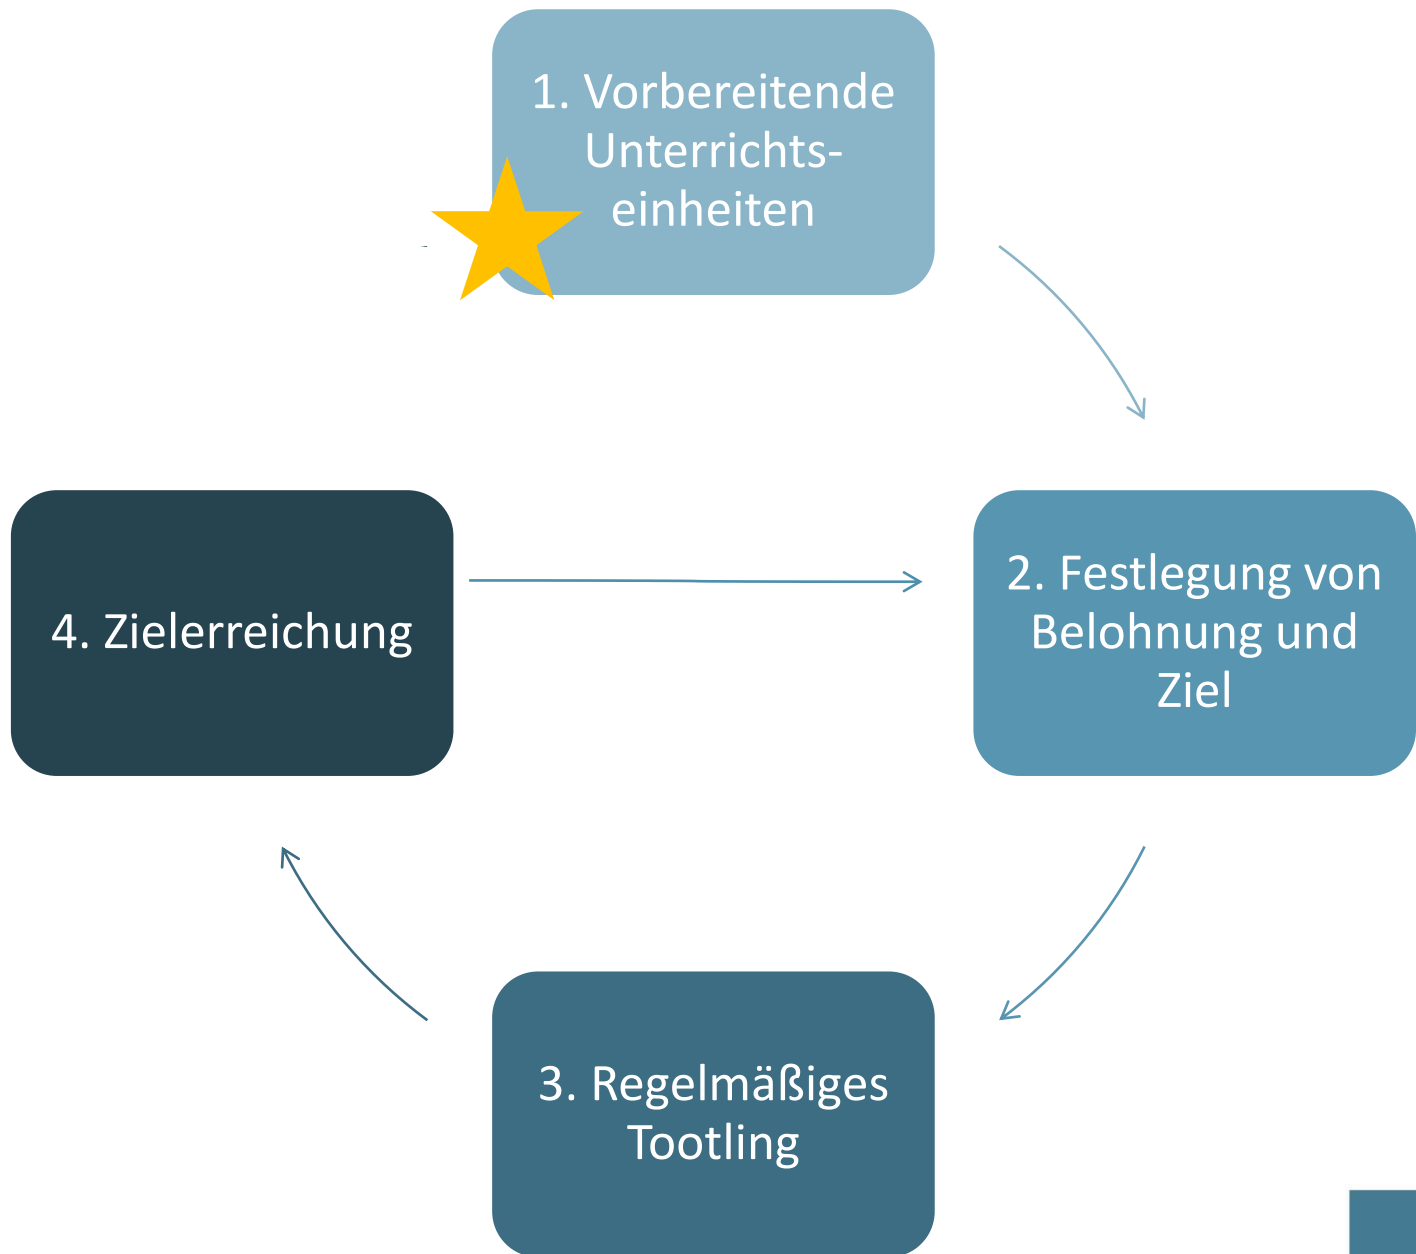 1. Vorbereitende
Unterrichts-
einheiten
2. Festlegung von
Belohnung und
Ziel
3. Regelmäßiges
Tootling
4. Zielerreichung